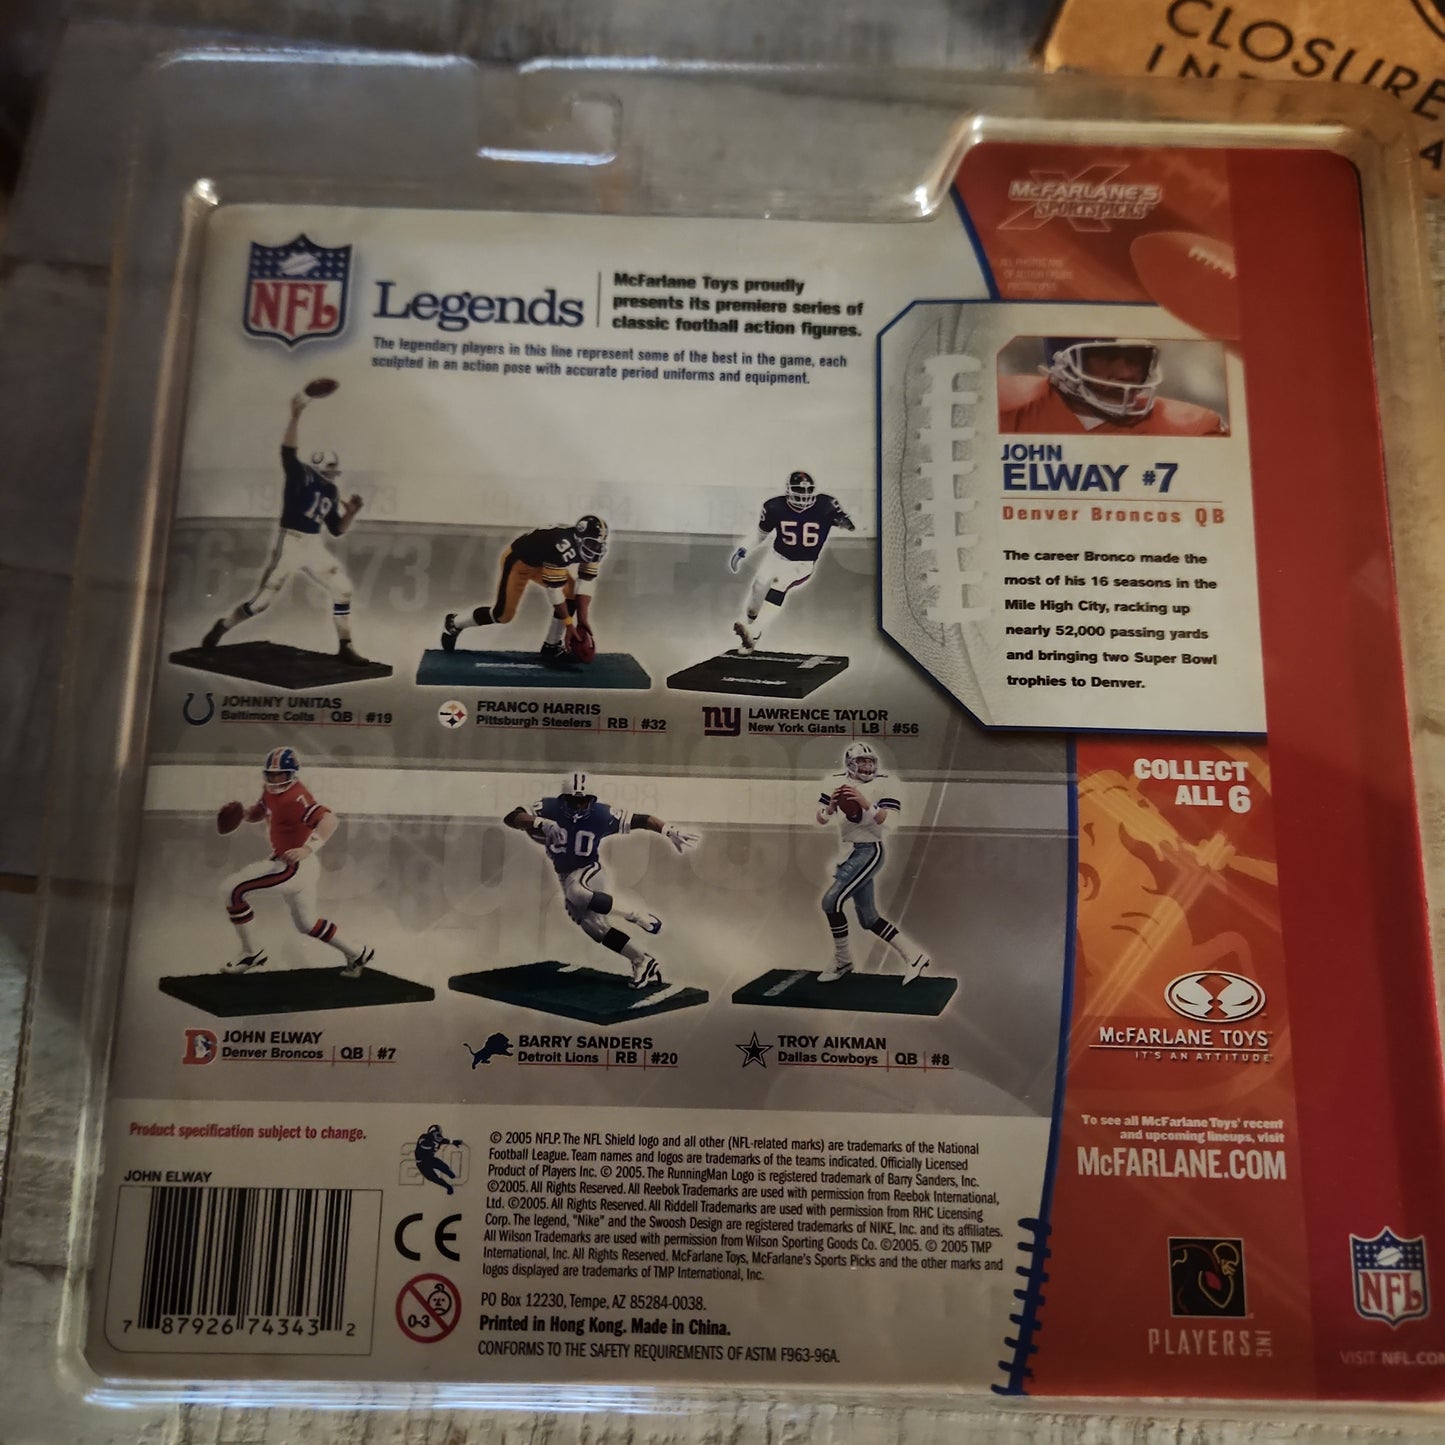 CLOSURE
NFL
Legends
McFarlane Toys proudly
presents its premiere series of
classic football action figures.
The legendary players in this line represent some of the best in the game, each
sculpted in an action pose with accurate period uniforms and equipment.
McFARLANE'S
SPORTSPICKS
JOHN
ELWAY #7
Denver Broncos QB
The career Bronco made the
most of his 16 seasons in the
Mile High City, racking up
nearly 52,000 passing yards
and bringing two Super Bowl
trophies to Denver.
19
32
56
JOHNNY UNITAS
Baltimore Colts | QB | #19
FRANCO HARRIS
Pittsburgh Steelers | RB | #32
ny
LAWRENCE TAYLOR
New York Giants | LB | #56
7
20
JOHN ELWAY
Denver Broncos | QB | #7
BARRY SANDERS
Detroit Lions | RB | #20
TROY AIKMAN
Dallas Cowboys | QB | #8
COLLECT
ALL 6
McFARLANE TOYS
IT'S AN ATTITUDE
To see all McFarlane Toys' recent
and upcoming lineups, visit
McFARLANE.COM
PLAYERS INC
NFL
VISIT NFL.COM
Product specification subject to change.
JOHN ELWAY
7 87926 74343 2
20
CE
0-3
© 2005 NFLP. The NFL Shield logo and all other (NFL-related marks) are trademarks of the National
Football League. Team names and logos are trademarks of the teams indicated. Officially Licensed
Product of Players Inc. © 2005. The RunningMan Logo is registered trademark of Barry Sanders, Inc.
©2005. All Rights Reserved. All Reebok Trademarks are used with permission from Reebok International,
Ltd. ©2005. All Rights Reserved. All Riddell Trademarks are used with permission from RHC Licensing
Corp. The legend, "Nike" and the Swoosh Design are registered trademarks of NIKE, Inc. and its affiliates.
All Wilson Trademarks are used with permission from Wilson Sporting Goods Co. ©2005. © 2005 TMP
International, Inc. All Rights Reserved. McFarlane Toys, McFarlane's Sports Picks and the other marks and
logos displayed are trademarks of TMP International, Inc.
PO Box 12230, Tempe, AZ 85284-0038.
Printed in Hong Kong. Made in China.
CONFORMS TO THE SAFETY REQUIREMENTS OF ASTM F963-96A.